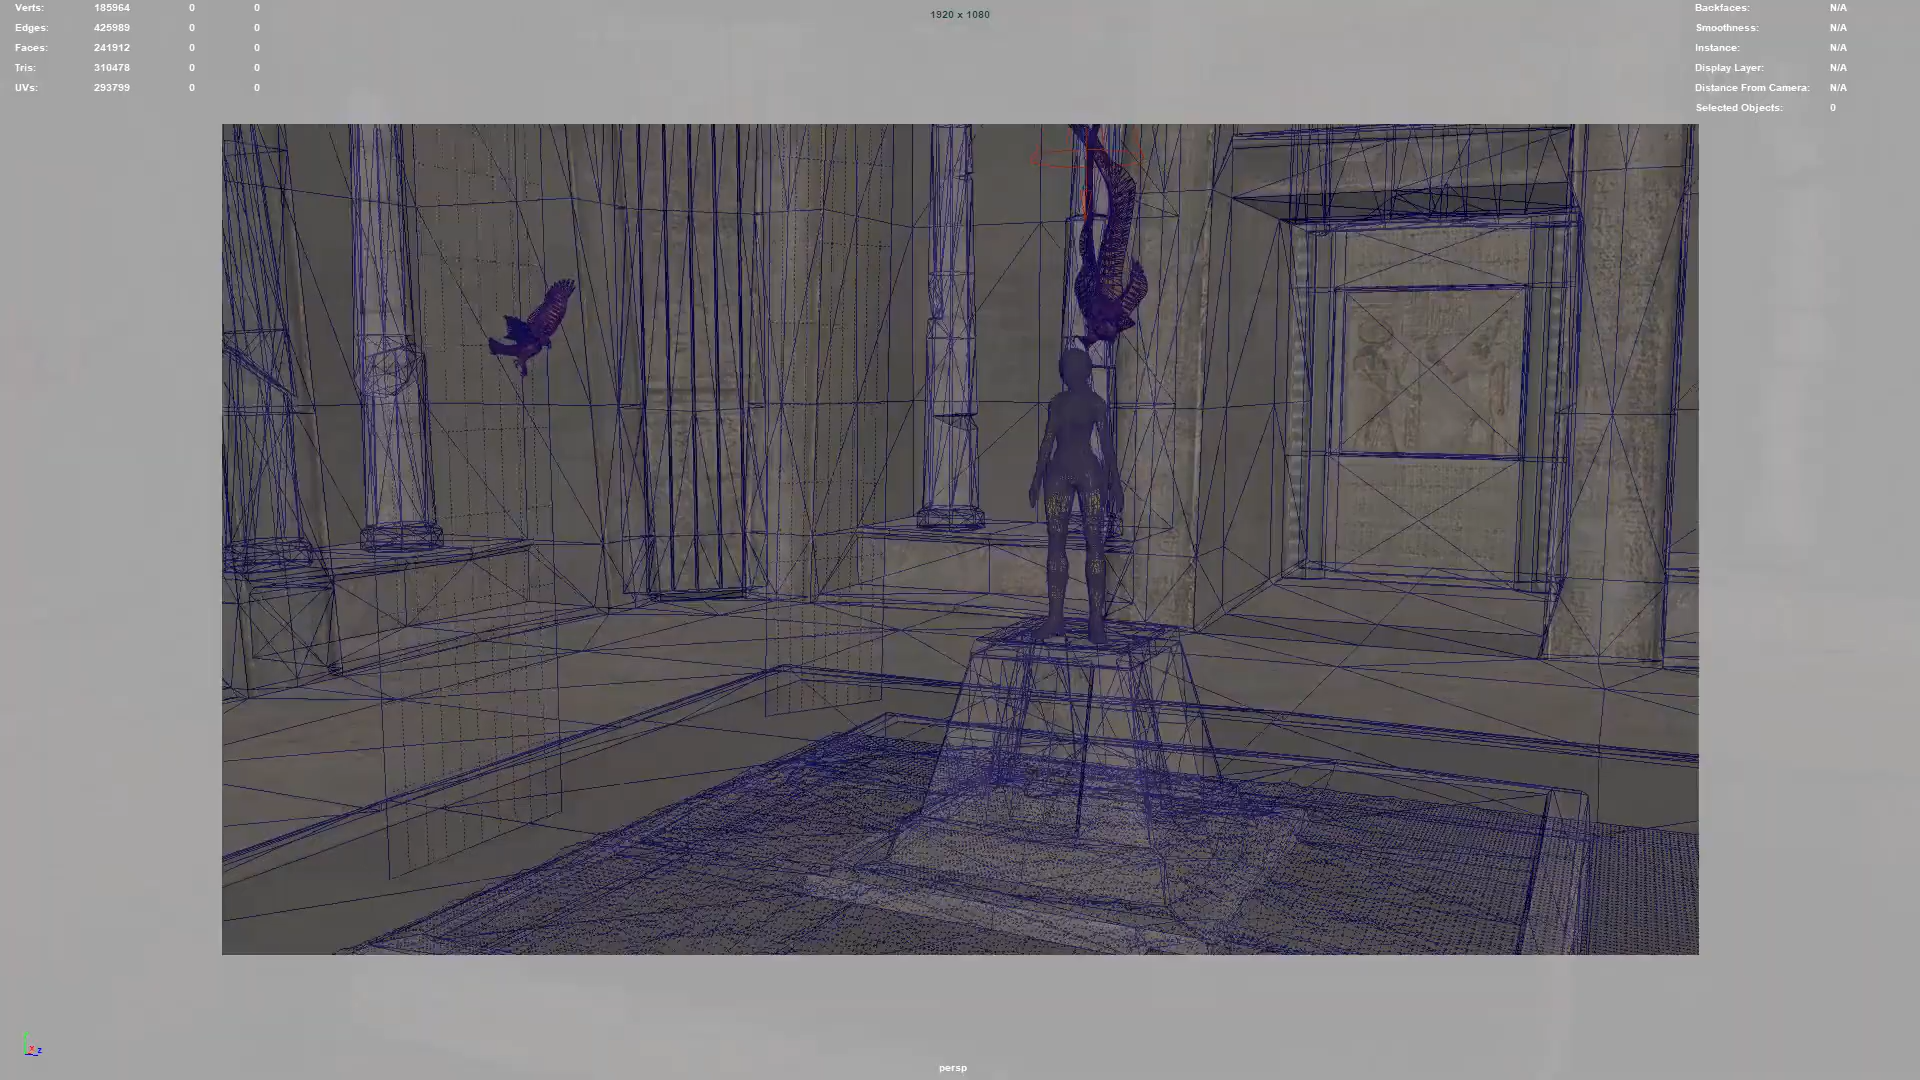 Verts: 185964 0 0
Edges: 425989 0 0
Faces: 241912 0 0
Tris: 310478 0 0
UVs: 293799 0 0
1920 x 1080
Backfaces: N/A
Smoothness: N/A
Instance: N/A
Display Layer: N/A
Distance From Camera: N/A
Selected Objects: 0
x z
persp